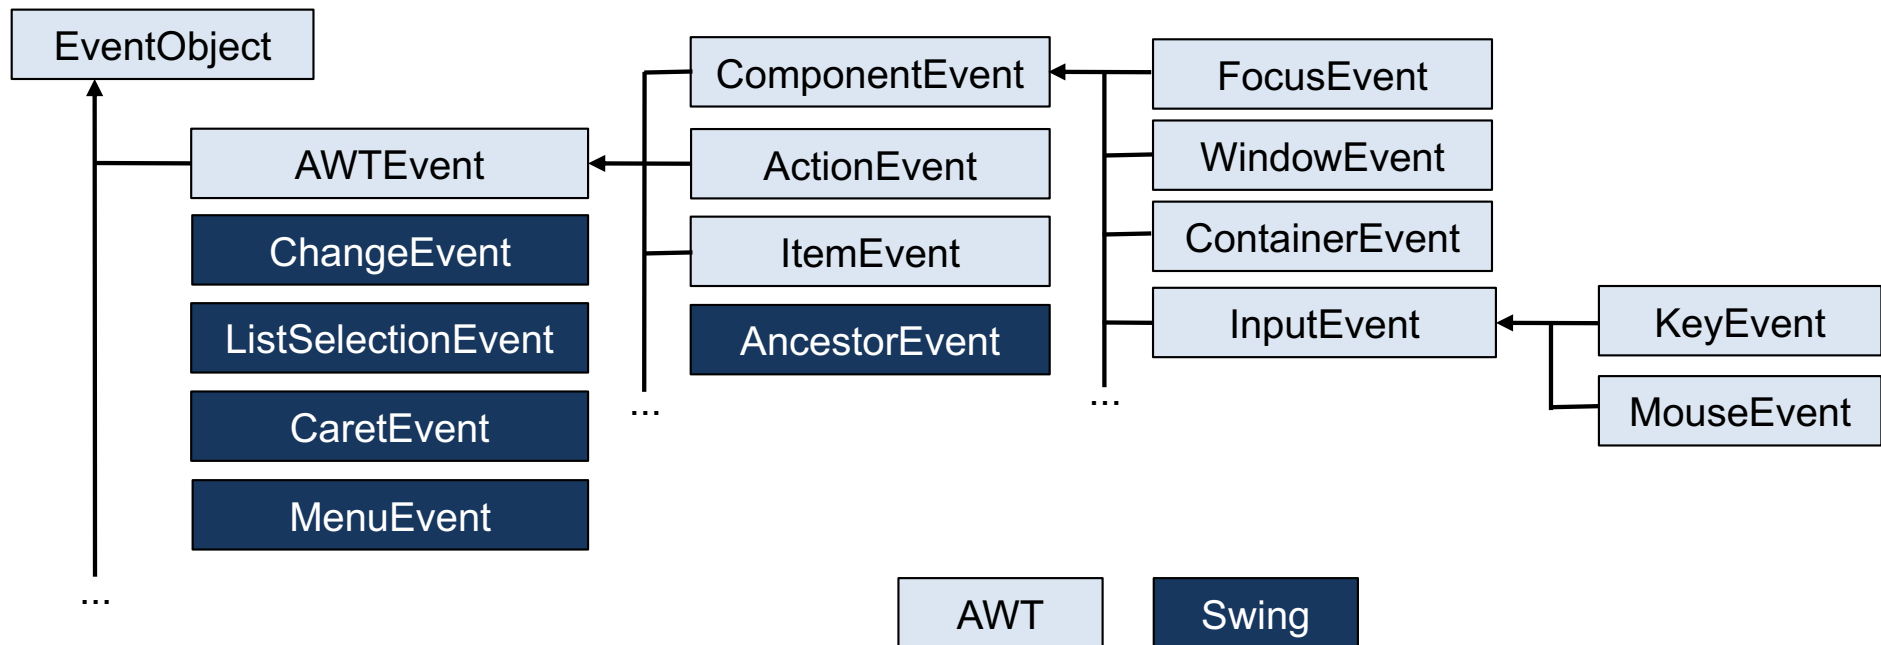 EventObject
AWTEvent
ChangeEvent
ListSelectionEvent
CaretEvent
MenuEvent
...
ComponentEvent
ActionEvent
ItemEvent
AncestorEvent
...
FocusEvent
WindowEvent
ContainerEvent
InputEvent
...
KeyEvent
MouseEvent
AWT
Swing